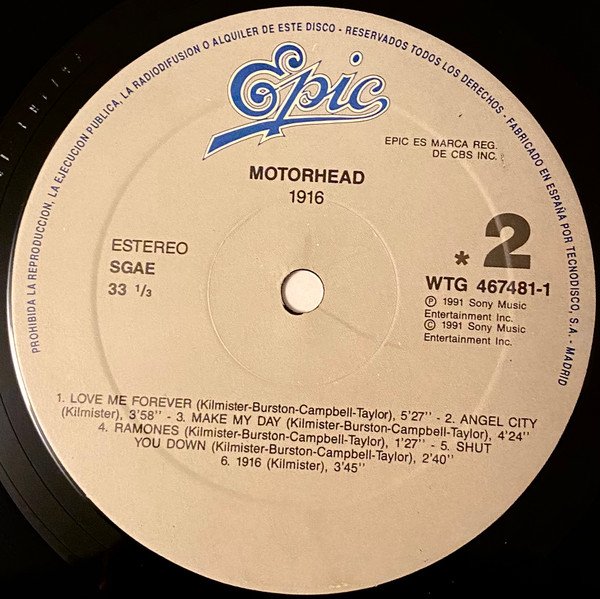 PROHIBIDA LA REPRODUCCION, LA EJECUCION PUBLICA, LA RADIODIFUSION O ALQUILER DE ESTE DISCO - RESERVADOS TODOS LOS DERECHOS - FABRICADO EN ESPAÑA POR TECNODISCO, S.A. - MADRID
Epic
EPIC ES MARCA REG.
DE CBS INC.
MOTORHEAD
1916
ESTEREO
SGAE
33 1/3
* 2
WTG 467481-1
Ⓟ 1991 Sony Music
Entertainment Inc.
© 1991 Sony Music
Entertainment Inc.
1. LOVE ME FOREVER (Kilmister-Burston-Campbell-Taylor), 5'27'' - 2. ANGEL CITY
(Kilmister), 3'58'' - 3. MAKE MY DAY (Kilmister-Burston-Campbell-Taylor), 4'24''
4. RAMONES (Kilmister-Burston-Campbell-Taylor), 1'27'' - 5. SHUT
YOU DOWN (Kilmister-Burston-Campbell-Taylor), 2'40''
6. 1916 (Kilmister), 3'45''